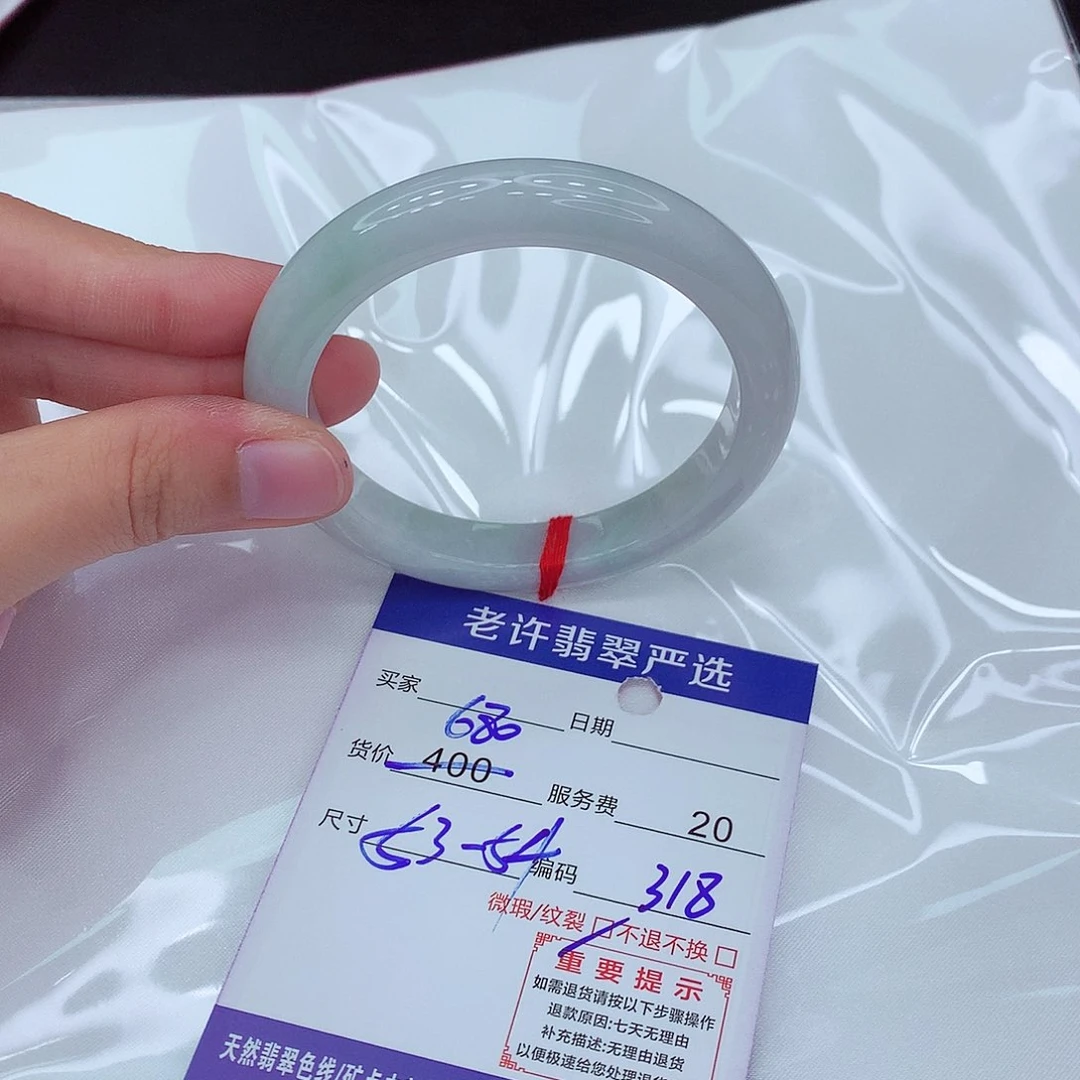 老许翡翠严选
买家 日期
680
货价 400 服务费 20
尺寸 53-54 编码 318
微瑕/纹裂 □ 不退不换 □
重要提示
如需退货请按以下步骤操作
退款原因:七天无理由
补充描述:无理由退货
以便极速给您处理退
天然翡翠色线/矿点